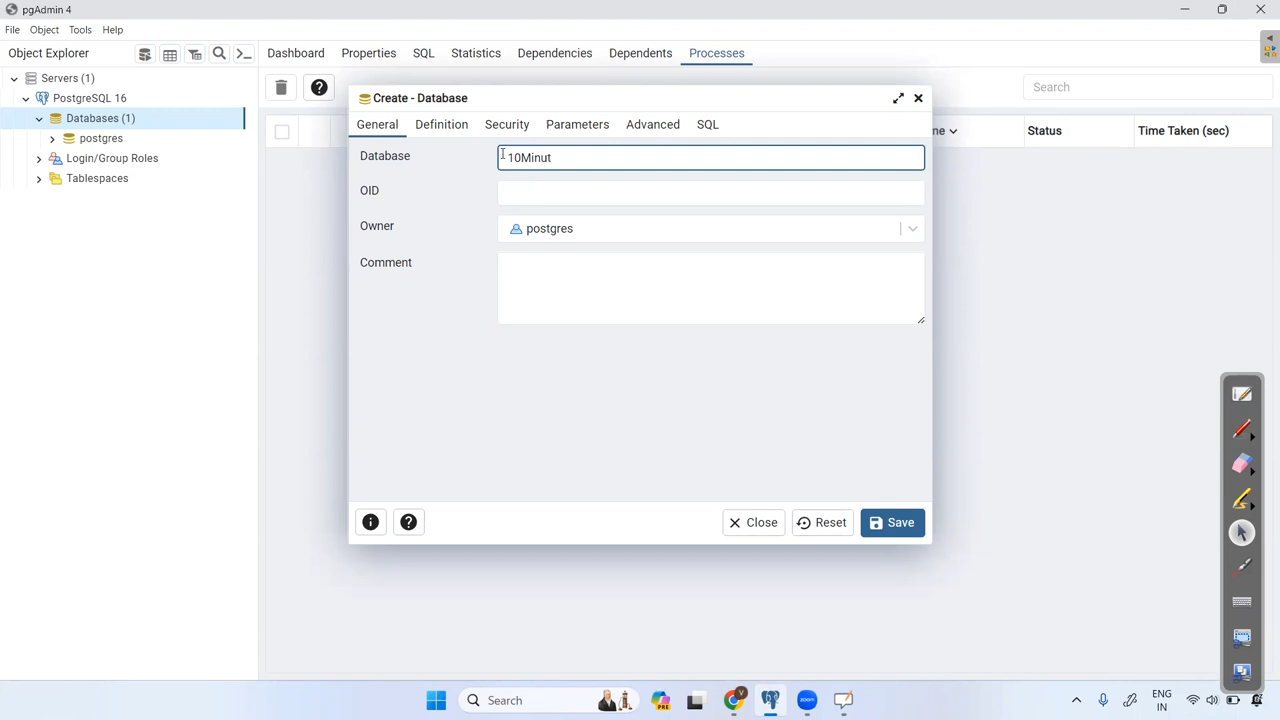 pgAdmin 4
File Object Tools Help
Object Explorer
Dashboard Properties SQL Statistics Dependencies Dependents Processes
Servers (1)
PostgreSQL 16
Databases (1)
postgres
Login/Group Roles
Tablespaces
Search
Status Time Taken (sec)
Create - Database
General Definition Security Parameters Advanced SQL
Database
10Minut
OID
Owner
postgres
Comment
Close Reset Save
Search
PRE
ENG
IN